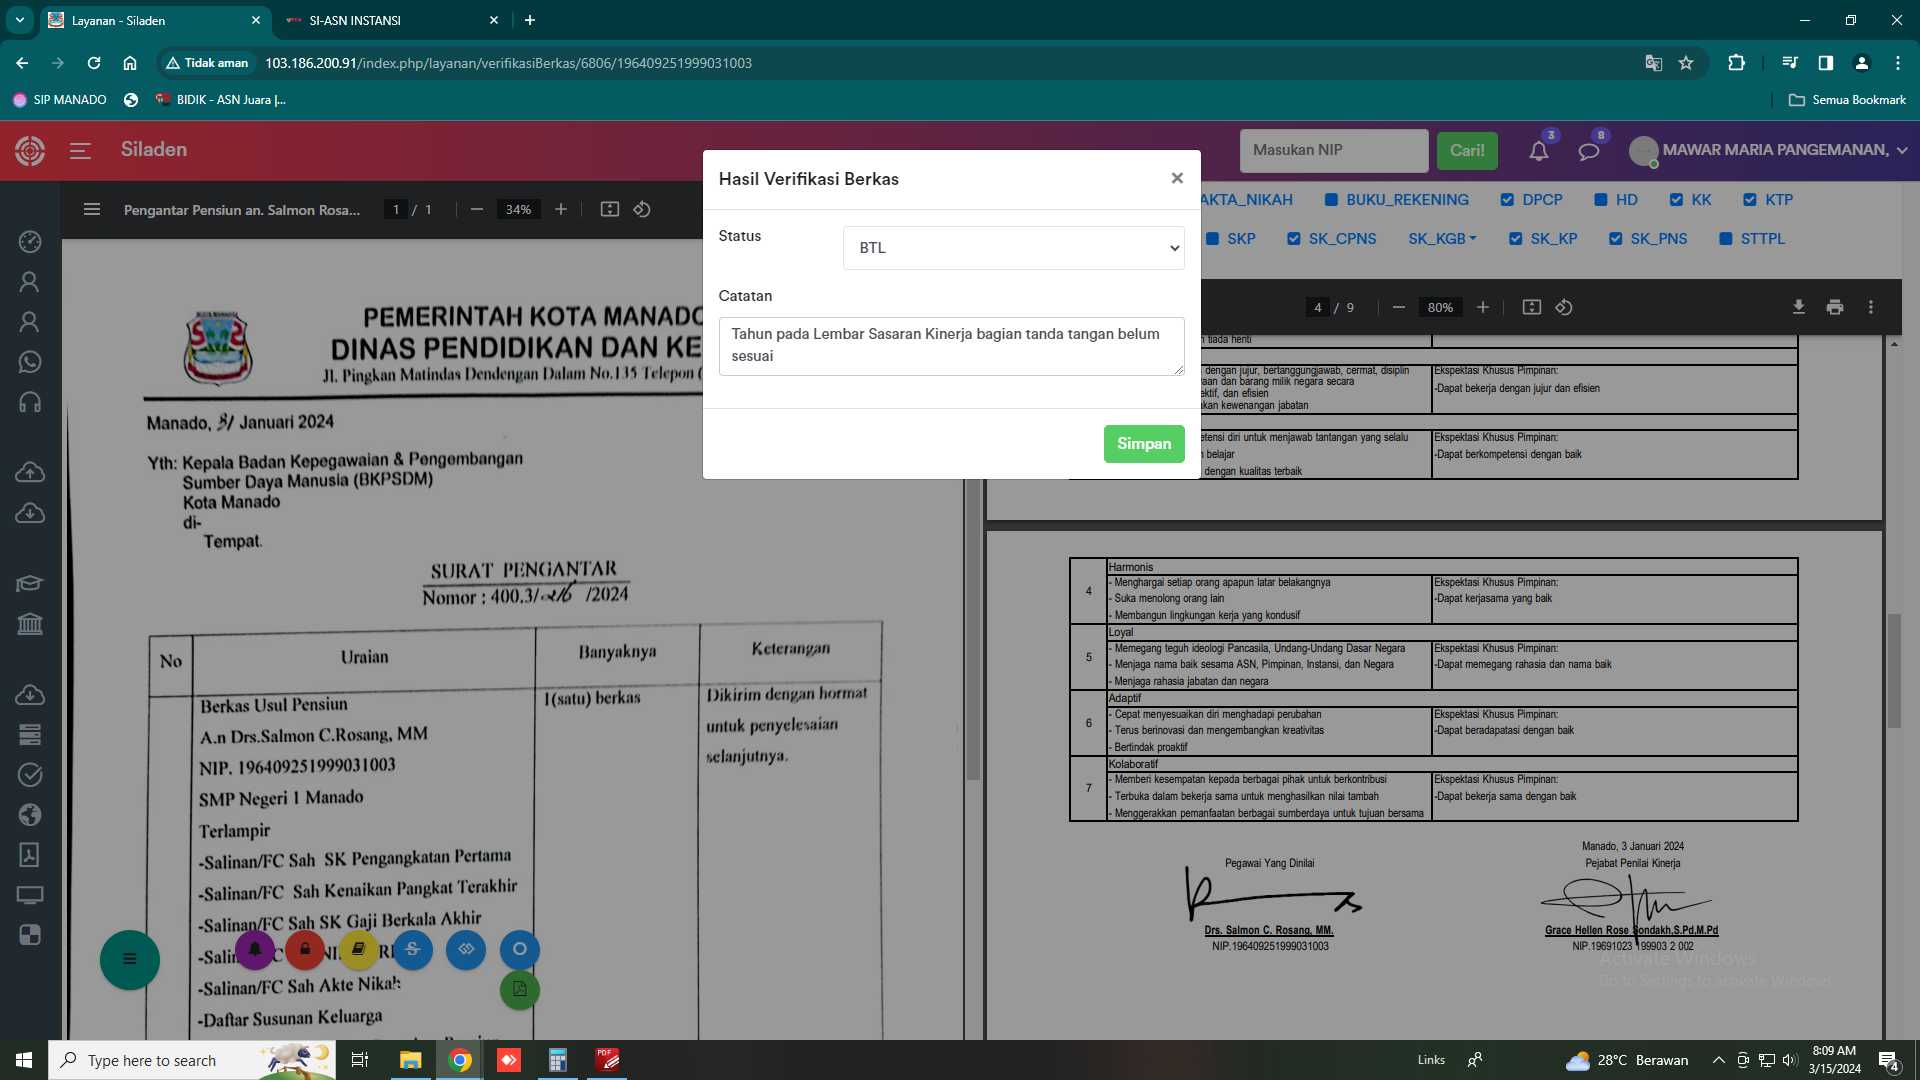 Layanan - Siladen
SI-ASN INSTANSI
Tidak aman
103.186.200.91/index.php/layanan/verifikasiBerkas/6806/196409251999031003
SIP MANADO
BIDIK - ASN Juara |...
Semua Bookmark
Siladen
Masukan NIP
Cari!
3
8
MAWAR MARIA PANGEMANAN,
Pengantar Pensiun an. Salmon Rosa...
1 / 1
34%
AKTA_NIKAH
BUKU_REKENING
DPCP
HD
KK
KTP
SKP
SK_CPNS
SK_KGB
SK_KP
SK_PNS
STTPL
4 / 9
80%
Hasil Verifikasi Berkas
×
Status
BTL
Catatan
Tahun pada Lembar Sasaran Kinerja bagian tanda tangan belum
sesuai
Simpan
PEMERINTAH KOTA MANADO
DINAS PENDIDIKAN DAN KE
Jl. Pingkan Matindas Dendengan Dalam No.135 Telepon (
Manado, 31 Januari 2024
Yth: Kepala Badan Kepegawaian & Pengembangan
Sumber Daya Manusia (BKPSDM)
Kota Manado
di-
Tempat.
SURAT PENGANTAR
Nomor : 400.3/216 /2024
No
Uraian
Banyaknya
Keterangan
Berkas Usul Pensiun
1(satu) berkas
Dikirim dengan hormat
A.n Drs.Salmon C.Rosang, MM
untuk penyelesaian
NIP. 196409251999031003
selanjutnya.
SMP Negeri 1 Manado
Terlampir
-Salinan/FC Sah SK Pengangkatan Pertama
-Salinan/FC Sah Kenaikan Pangkat Terakhir
-Salinan/FC Sah SK Gaji Berkala Akhir
-Salinan/FC Sah Akte Nikah
-Daftar Susunan Keluarga
tiada henti
dengan jujur, bertanggungjawab, cermat, disiplin
Ekspektasi Khusus Pimpinan:
raan dan barang milik negara secara
-Dapat bekerja dengan jujur dan efisien
ektif, dan efisien
kan kewenangan jabatan
etensi diri untuk menjawab tantangan yang selalu
Ekspektasi Khusus Pimpinan:
n belajar
-Dapat berkompetensi dengan baik
dengan kualitas terbaik
4
Harmonis
- Menghargai setiap orang apapun latar belakangnya
Ekspektasi Khusus Pimpinan:
- Suka menolong orang lain
-Dapat kerjasama yang baik
- Membangun lingkungan kerja yang kondusif
5
Loyal
- Memegang teguh ideologi Pancasila, Undang-Undang Dasar Negara
Ekspektasi Khusus Pimpinan:
- Menjaga nama baik sesama ASN, Pimpinan, Instansi, dan Negara
-Dapat memegang rahasia dan nama baik
- Menjaga rahasia jabatan dan negara
6
Adaptif
- Cepat menyesuaikan diri menghadapi perubahan
Ekspektasi Khusus Pimpinan:
- Terus berinovasi dan mengembangkan kreativitas
-Dapat beradapatasi dengan baik
- Bertindak proaktif
7
Kolaboratif
- Memberi kesempatan kepada berbagai pihak untuk berkontribusi
Ekspektasi Khusus Pimpinan:
- Terbuka dalam bekerja sama untuk menghasilkan nilai tambah
-Dapat bekerja sama dengan baik
- Menggerakkan pemanfaatan berbagai sumberdaya untuk tujuan bersama
Manado, 3 Januari 2024
Pegawai Yang Dinilai
Pejabat Penilai Kinerja
Drs. Salmon C. Rosang, MM.
NIP.196409251999031003
Grace Hellen Rose Sondakh,S.Pd,M.Pd
NIP.19691023 199903 2 002
Activate Windows
Go to Settings to activate Windows.
Type here to search
Links
28°C Berawan
8:09 AM
3/15/2024
4